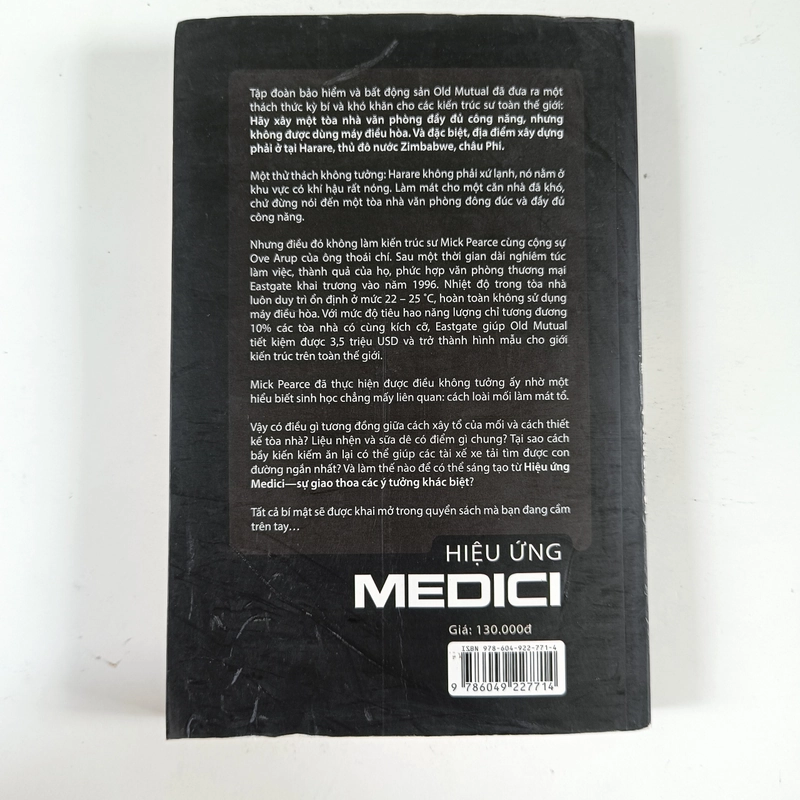 Tập đoàn bảo hiểm và bất động sản Old Mutual đã đưa ra một
thách thức kỳ bí và khó khăn cho các kiến trúc sư toàn thế giới:
Hãy xây một tòa nhà văn phòng đầy đủ công năng, nhưng
không được dùng máy điều hòa. Và đặc biệt, địa điểm xây dựng
phải ở tại Harare, thủ đô nước Zimbabwe, châu Phi.
Một thử thách không tưởng: Harare không phải xứ lạnh, nó nằm ở
khu vực có khí hậu rất nóng. Làm mát cho một căn nhà đã khó,
chứ đừng nói đến một tòa nhà văn phòng đông đúc và đầy đủ
công năng.
Nhưng điều đó không làm kiến trúc sư Mick Pearce cùng cộng sự
Ove Arup của ông thoái chí. Sau một thời gian dài nghiêm túc
làm việc, thành quả của họ, phức hợp văn phòng thương mại
Eastgate khai trương vào năm 1996. Nhiệt độ trong tòa nhà
luôn duy trì ổn định ở mức 22 – 25 °C, hoàn toàn không sử dụng
máy điều hòa. Với mức độ tiêu hao năng lượng chỉ tương đương
10% các tòa nhà có cùng kích cỡ, Eastgate giúp Old Mutual
tiết kiệm được 3,5 triệu USD và trở thành hình mẫu cho giới
kiến trúc trên toàn thế giới.
Mick Pearce đã thực hiện được điều không tưởng ấy nhờ một
hiểu biết sinh học chẳng mấy liên quan: cách loài mối làm mát tổ.
Vậy có điều gì tương đồng giữa cách xây tổ của mối và cách thiết
kế tòa nhà? Liệu nhện và sữa dê có điểm gì chung? Tại sao cách
bầy kiến kiếm ăn lại có thể giúp các tài xế xe tải tìm được con
đường ngắn nhất? Và làm thế nào để có thể sáng tạo từ Hiệu ứng
Medici—sự giao thoa các ý tưởng khác biệt?
Tất cả bí mật sẽ được khai mở trong quyển sách mà bạn đang cầm
trên tay…
HIỆU ỨNG
MEDICI
Giá: 130.000đ
ISBN 978-604-922-771-4
9 786049 227714